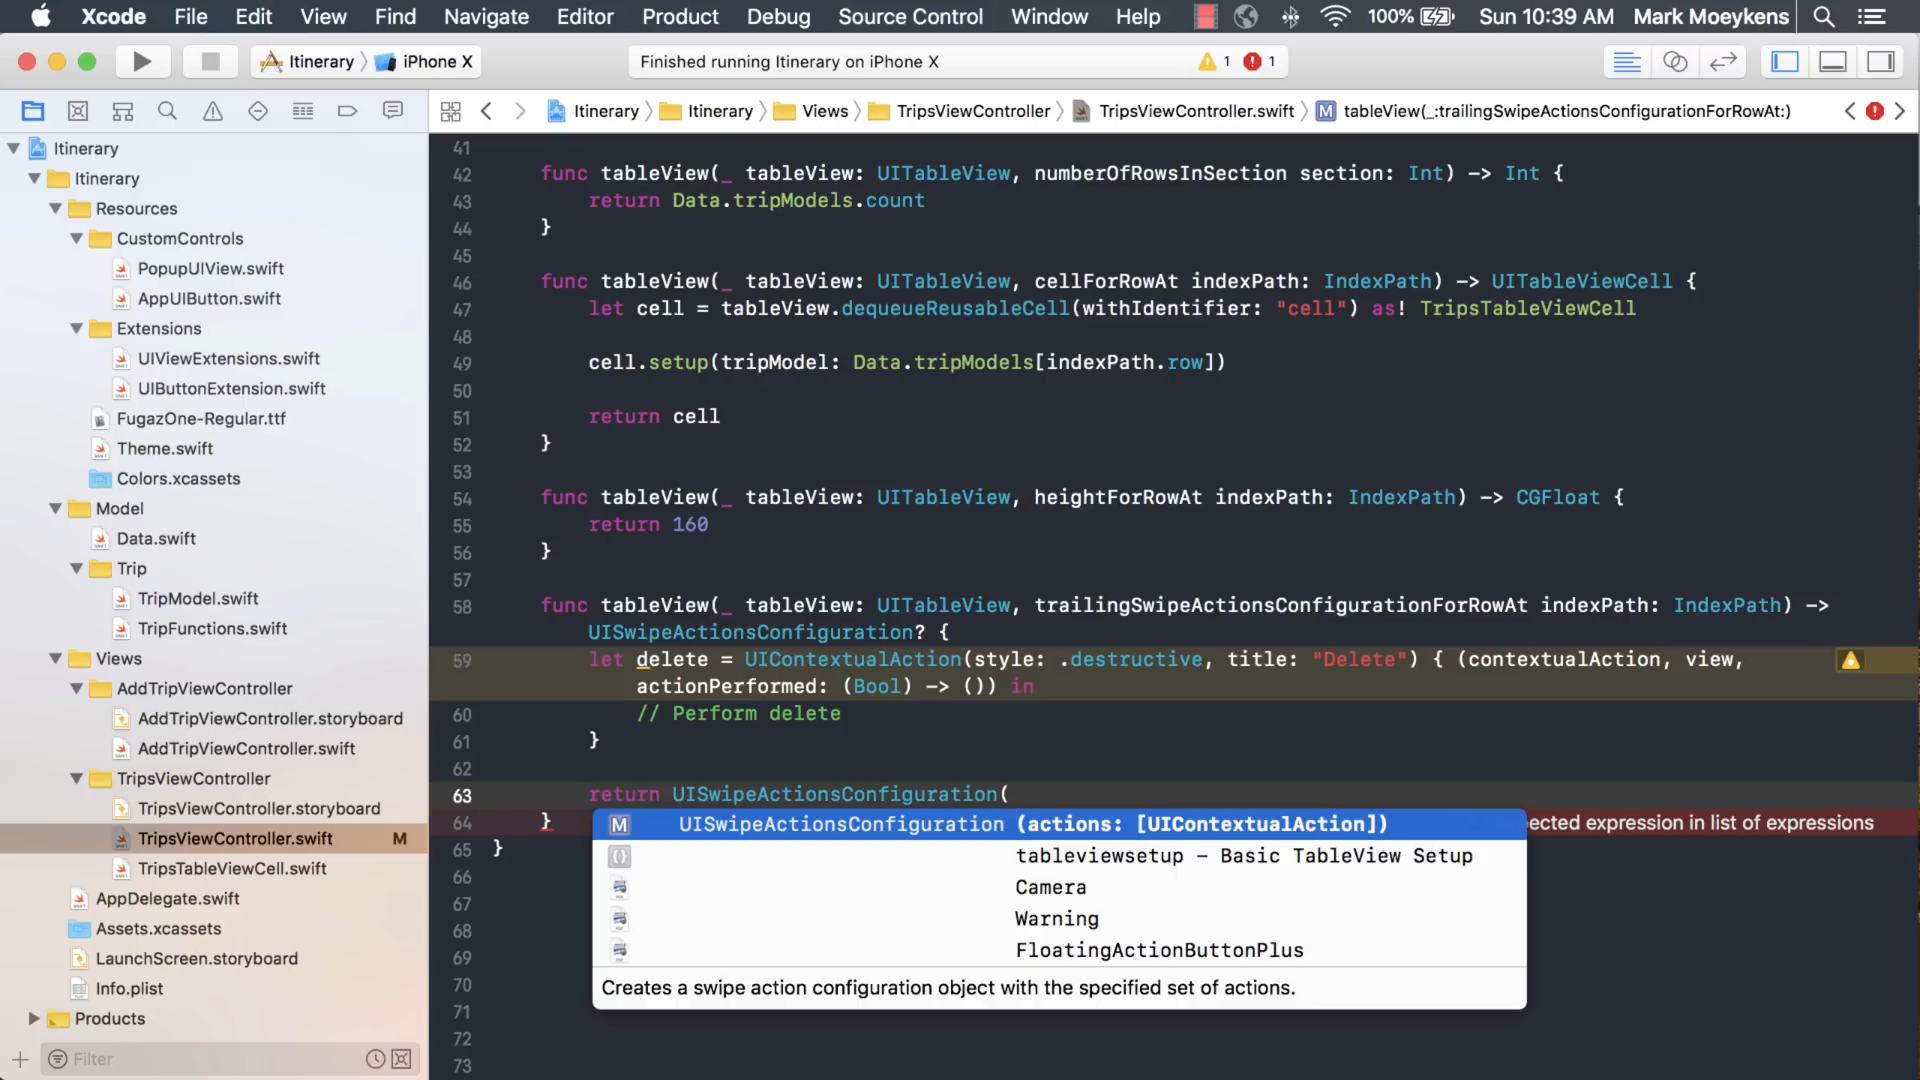 Xcode File Edit View Find Navigate Editor Product Debug Source Control Window Help 100% Sun 10:39 AM Mark Moeykens
Itinerary iPhone X Finished running Itinerary on iPhone X 1 1
Itinerary Itinerary Views TripsViewController TripsViewController.swift M tableView(_:trailingSwipeActionsConfigurationForRowAt:)
Itinerary
Itinerary
Resources
CustomControls
PopupUIView.swift
AppUIButton.swift
Extensions
UIViewExtensions.swift
UIButtonExtension.swift
FugazOne-Regular.ttf
Theme.swift
Colors.xcassets
Model
Data.swift
Trip
TripModel.swift
TripFunctions.swift
Views
AddTripViewController
AddTripViewController.storyboard
AddTripViewController.swift
TripsViewController
TripsViewController.storyboard
TripsViewController.swift M
TripsTableViewCell.swift
AppDelegate.swift
Assets.xcassets
LaunchScreen.storyboard
Info.plist
Products
Filter
41
42 func tableView(_ tableView: UITableView, numberOfRowsInSection section: Int) -> Int {
43 return Data.tripModels.count
44 }
45
46 func tableView(_ tableView: UITableView, cellForRowAt indexPath: IndexPath) -> UITableViewCell {
47 let cell = tableView.dequeueReusableCell(withIdentifier: "cell") as! TripsTableViewCell
48
49 cell.setup(tripModel: Data.tripModels[indexPath.row])
50
51 return cell
52 }
53
54 func tableView(_ tableView: UITableView, heightForRowAt indexPath: IndexPath) -> CGFloat {
55 return 160
56 }
57
58 func tableView(_ tableView: UITableView, trailingSwipeActionsConfigurationForRowAt indexPath: IndexPath) ->
UISwipeActionsConfiguration? {
59 let delete = UIContextualAction(style: .destructive, title: "Delete") { (contextualAction, view,
actionPerformed: (Bool) -> ()) in
60 // Perform delete
61 }
62
63 return UISwipeActionsConfiguration(
64 } ected expression in list of expressions
65 }
66
67
68
69
70
71
72
73
M UISwipeActionsConfiguration (actions: [UIContextualAction])
{} tableviewsetup – Basic TableView Setup
Camera
Warning
FloatingActionButtonPlus
Creates a swipe action configuration object with the specified set of actions.